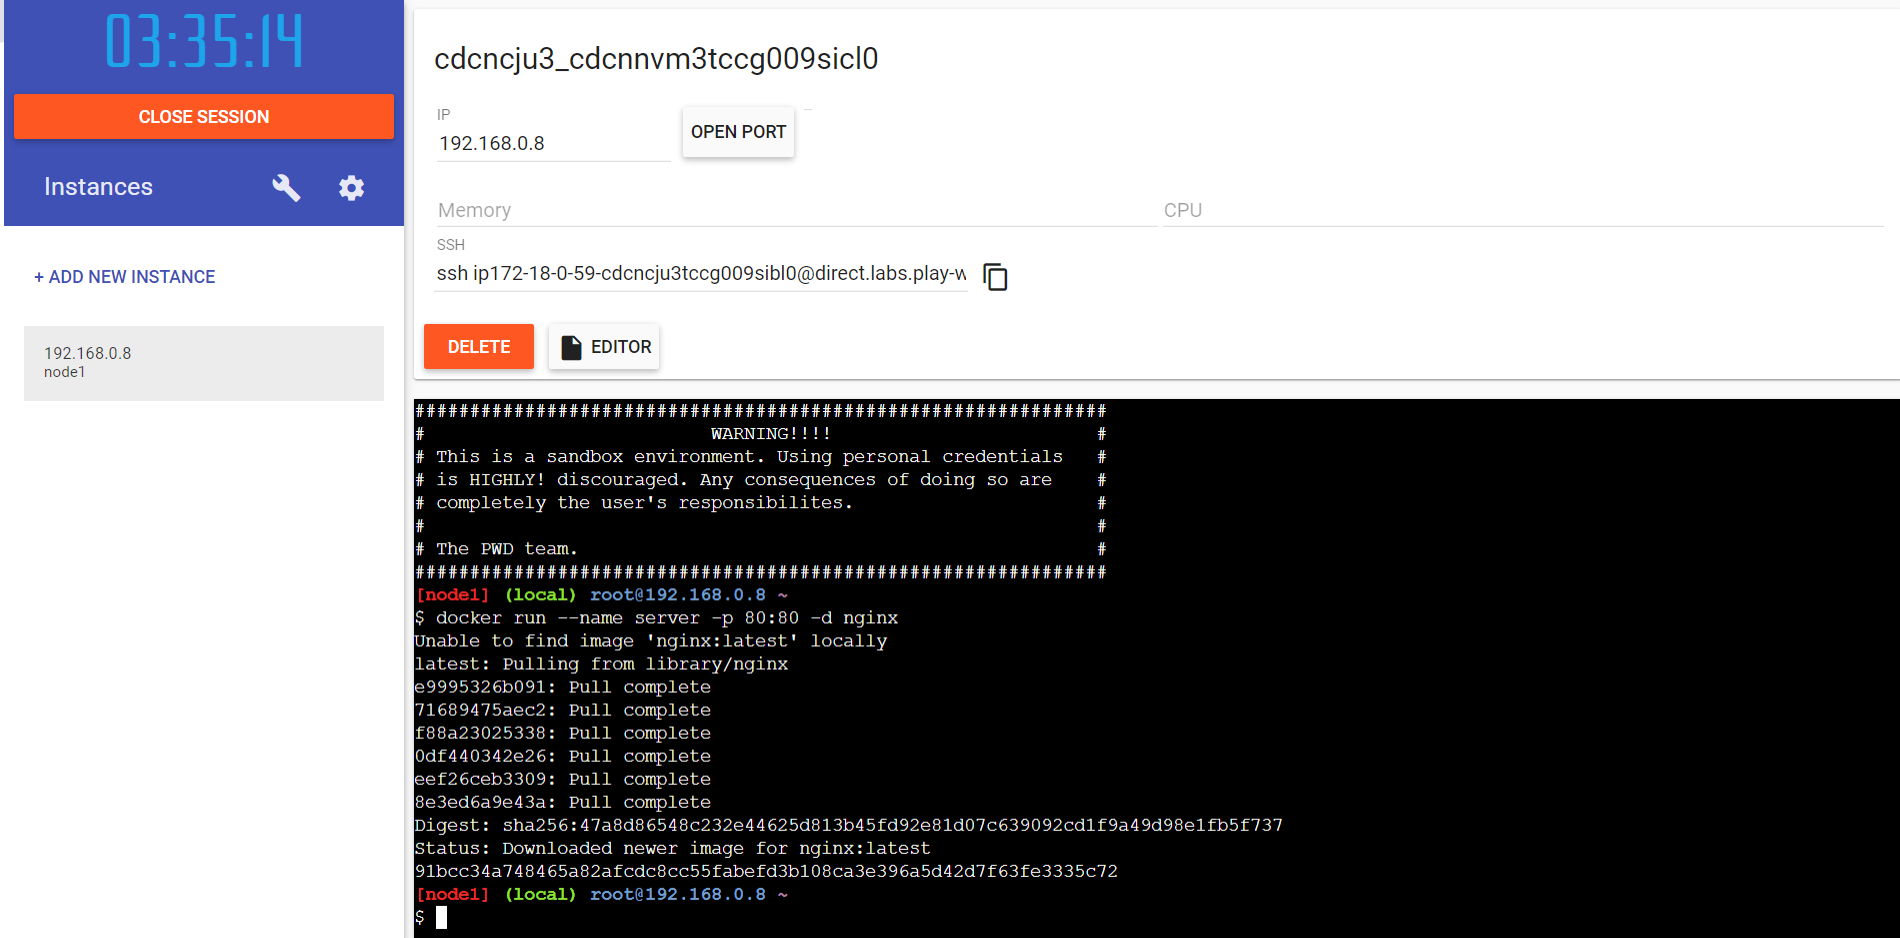 03:35:14
CLOSE SESSION
Instances
+ ADD NEW INSTANCE
192.168.0.8
node1
cdcncju3_cdcnnvm3tccg009sicl0
IP
192.168.0.8
OPEN PORT
Memory
CPU
SSH
ssh ip172-18-0-59-cdcncju3tccg009sibl0@direct.labs.play-w
DELETE
EDITOR
###############################################################
#                          WARNING!!!!                        #
# This is a sandbox environment. Using personal credentials   #
# is HIGHLY! discouraged. Any consequences of doing so are    #
# completely the user's responsibilites.                      #
#                                                             #
# The PWD team.                                               #
###############################################################
[node1] (local) root@192.168.0.8 ~
$ docker run --name server -p 80:80 -d nginx
Unable to find image 'nginx:latest' locally
latest: Pulling from library/nginx
e9995326b091: Pull complete
71689475aec2: Pull complete
f88a23025338: Pull complete
0df440342e26: Pull complete
eef26ceb3309: Pull complete
8e3ed6a9e43a: Pull complete
Digest: sha256:47a8d86548c232e44625d813b45fd92e81d07c639092cd1f9a49d98e1fb5f737
Status: Downloaded newer image for nginx:latest
91bcc34a748465a82afcdc8cc55fabefd3b108ca3e396a5d42d7f63fe3335c72
[node1] (local) root@192.168.0.8 ~
$